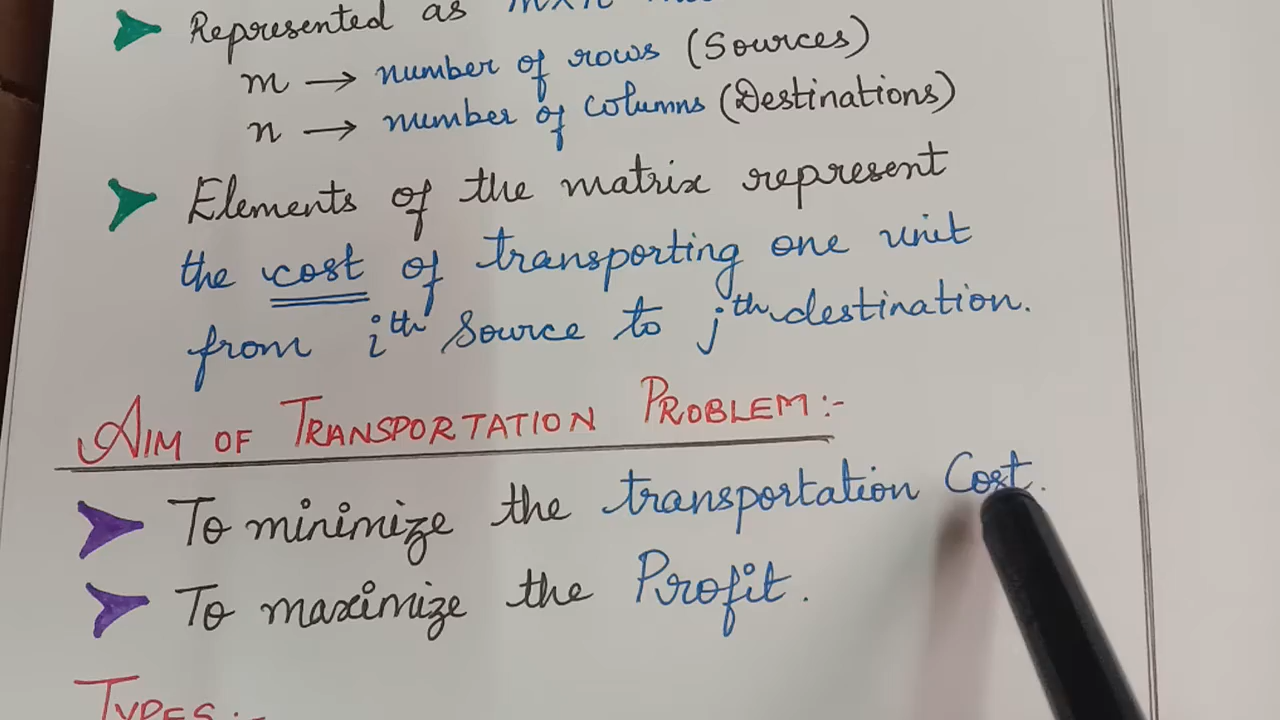 Represented as mxn
m → number of rows (Sources)
n → number of columns (Destinations)
Elements of the matrix represent
the cost of transporting one unit
from ith source to jth destination.
AIM OF TRANSPORTATION PROBLEM:-
To minimize the transportation Cost.
To maximize the Profit.
TYPES:-